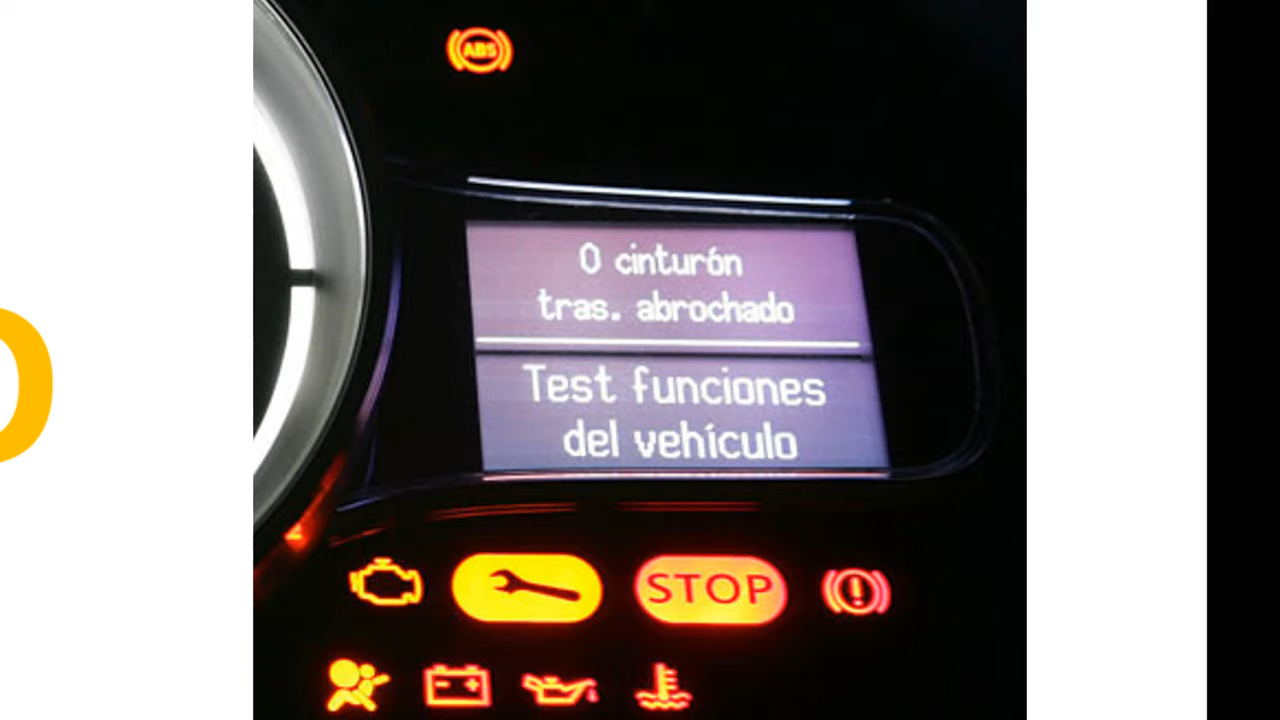 ABS
0 cinturón
tras. abrochado
Test funciones
del vehículo
STOP